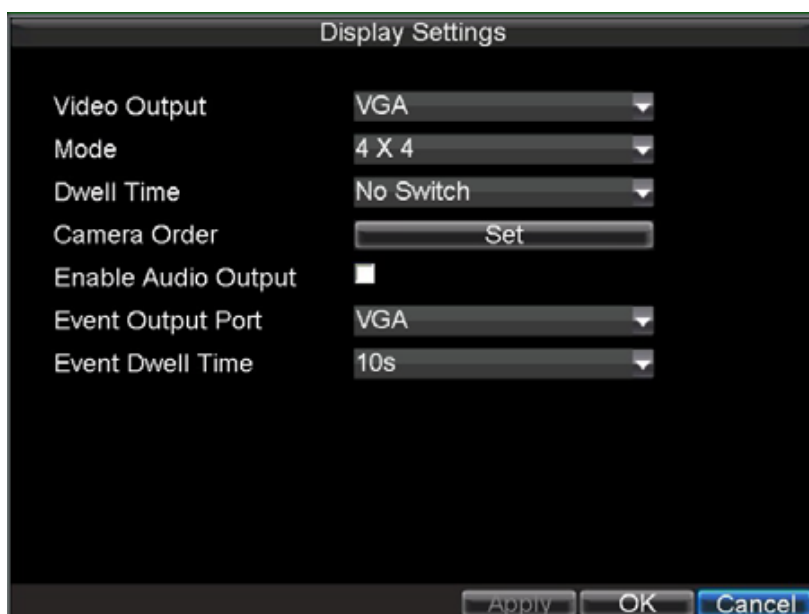 Display Settings
Video Output VGA
Mode 4 X 4
Dwell Time No Switch
Camera Order Set
Enable Audio Output
Event Output Port VGA
Event Dwell Time 10s
Apply OK Cancel